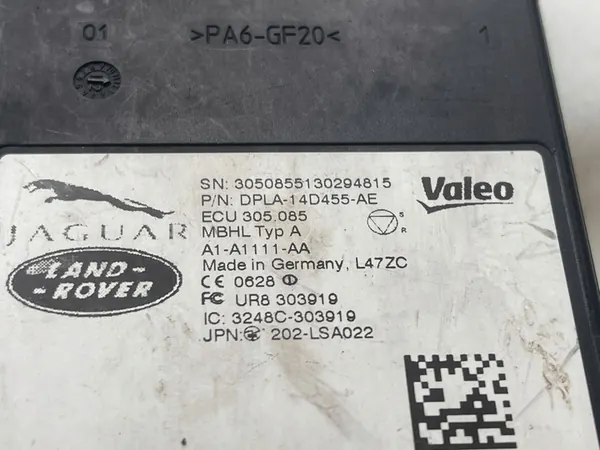 01 >PA6-GF20< 1
SN: 3050855130294815
P/N: DPLA-14D455-AE
ECU 305.085
MBHL Typ A
A1-A1111-AA
Made in Germany, L47ZC
CE 0628
FC UR8 303919
IC: 3248C-303919
JPN: 202-LSA022
Valeo
5
R
JAGUAR
LAND-
-ROVER